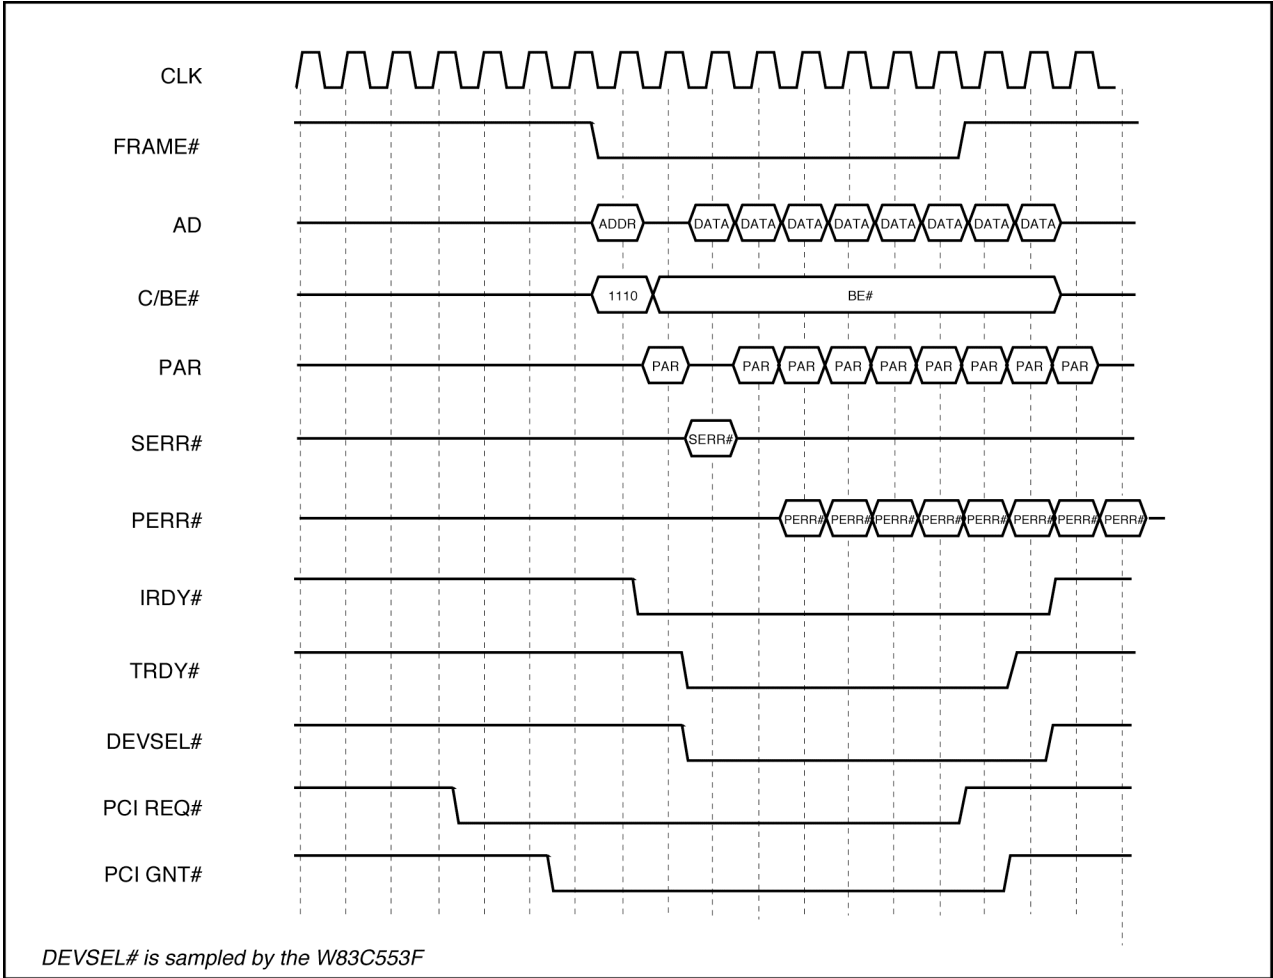 CLK
FRAME#
AD ADDR DATA DATA DATA DATA DATA DATA DATA DATA
C/BE# 1110 BE#
PAR PAR PAR PAR PAR PAR PAR PAR PAR PAR
SERR# SERR#
PERR# PERR# PERR# PERR# PERR# PERR# PERR# PERR# PERR#
IRDY#
TRDY#
DEVSEL#
PCI REQ#
PCI GNT#
DEVSEL# is sampled by the W83C553F